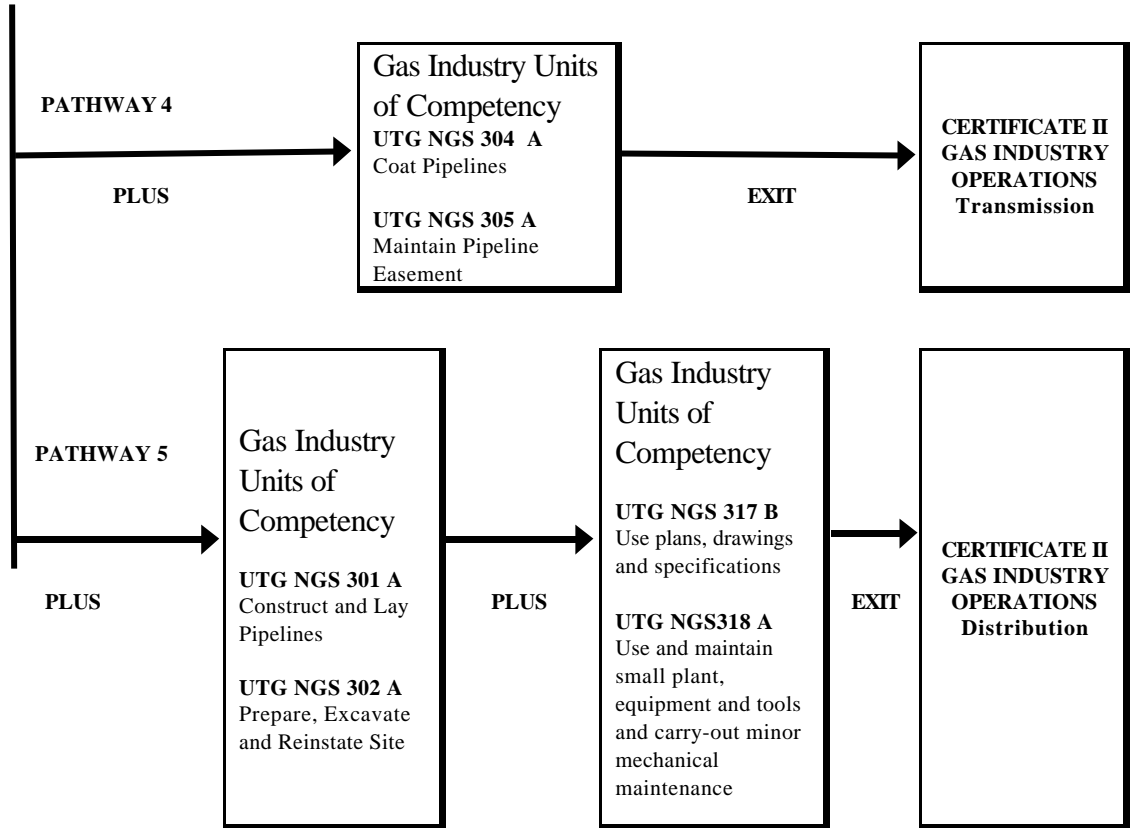 PATHWAY 4
PLUS
Gas Industry Units
of Competency
UTG NGS 304 A
Coat Pipelines
UTG NGS 305 A
Maintain Pipeline
Easement
EXIT
CERTIFICATE II
GAS INDUSTRY
OPERATIONS
Transmission
PATHWAY 5
PLUS
Gas Industry
Units of
Competency
UTG NGS 301 A
Construct and Lay
Pipelines
UTG NGS 302 A
Prepare, Excavate
and Reinstate Site
PLUS
Gas Industry
Units of
Competency
UTG NGS 317 B
Use plans, drawings
and specifications
UTG NGS318 A
Use and maintain
small plant,
equipment and tools
and carry-out minor
mechanical
maintenance
EXIT
CERTIFICATE II
GAS INDUSTRY
OPERATIONS
Distribution